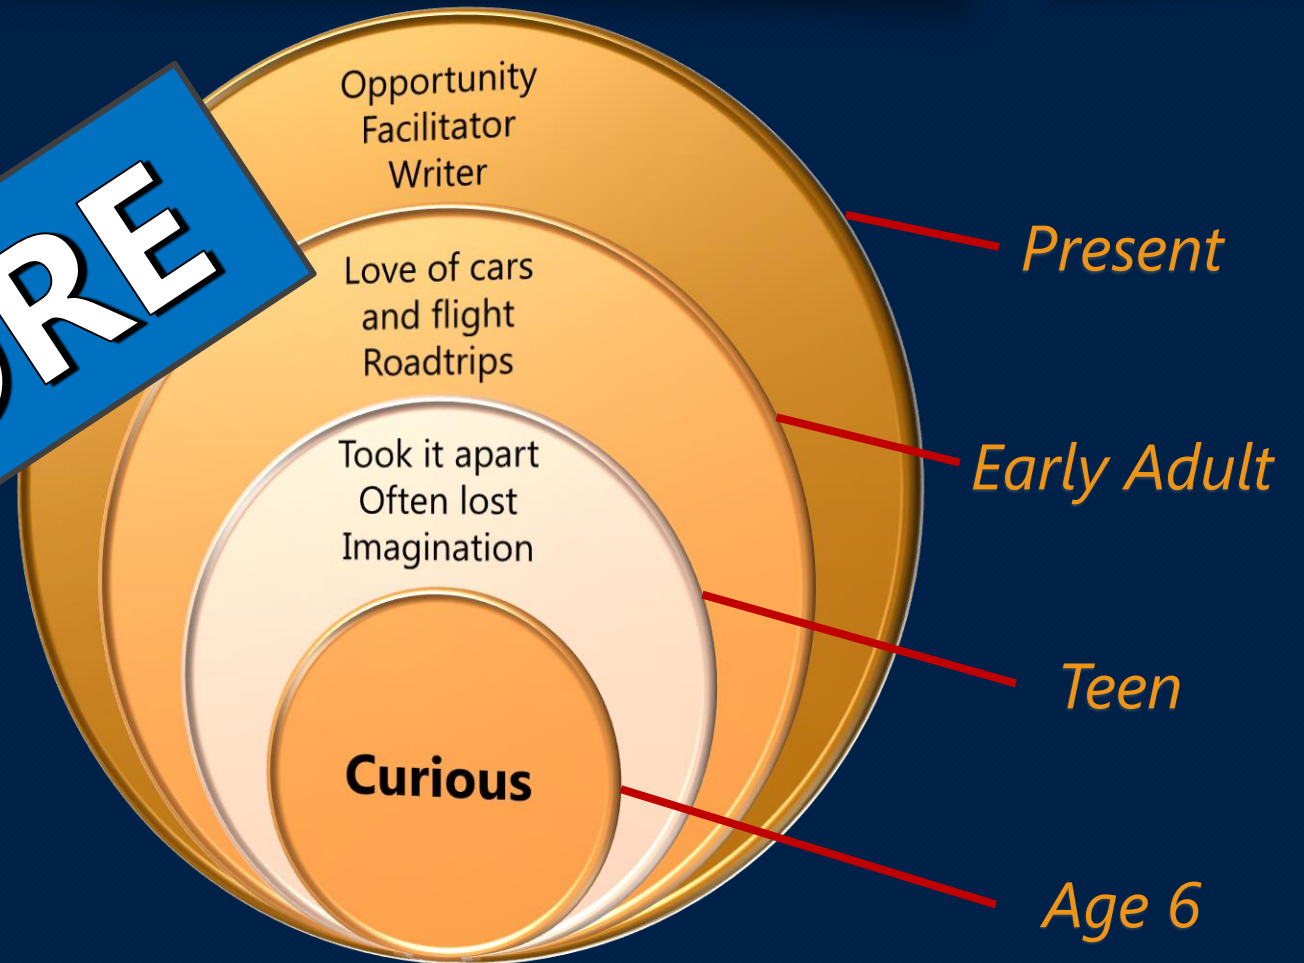 Opportunity
Facilitator
Writer
Love of cars
and flight
Roadtrips
Took it apart
Often lost
Imagination
Curious
Present
Early Adult
Teen
Age 6